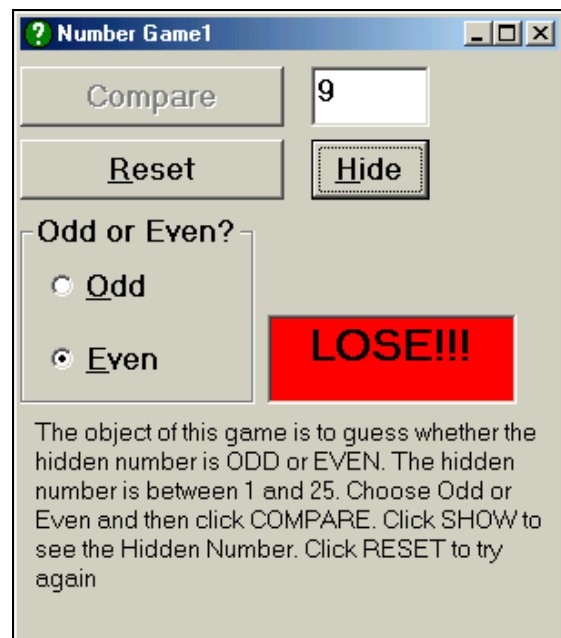 Number Game1
Compare
9
Reset
Hide
Odd or Even?
Odd
Even
LOSE!!!
The object of this game is to guess whether the
hidden number is ODD or EVEN. The hidden
number is between 1 and 25. Choose Odd or
Even and then click COMPARE. Click SHOW to
see the Hidden Number. Click RESET to try
again